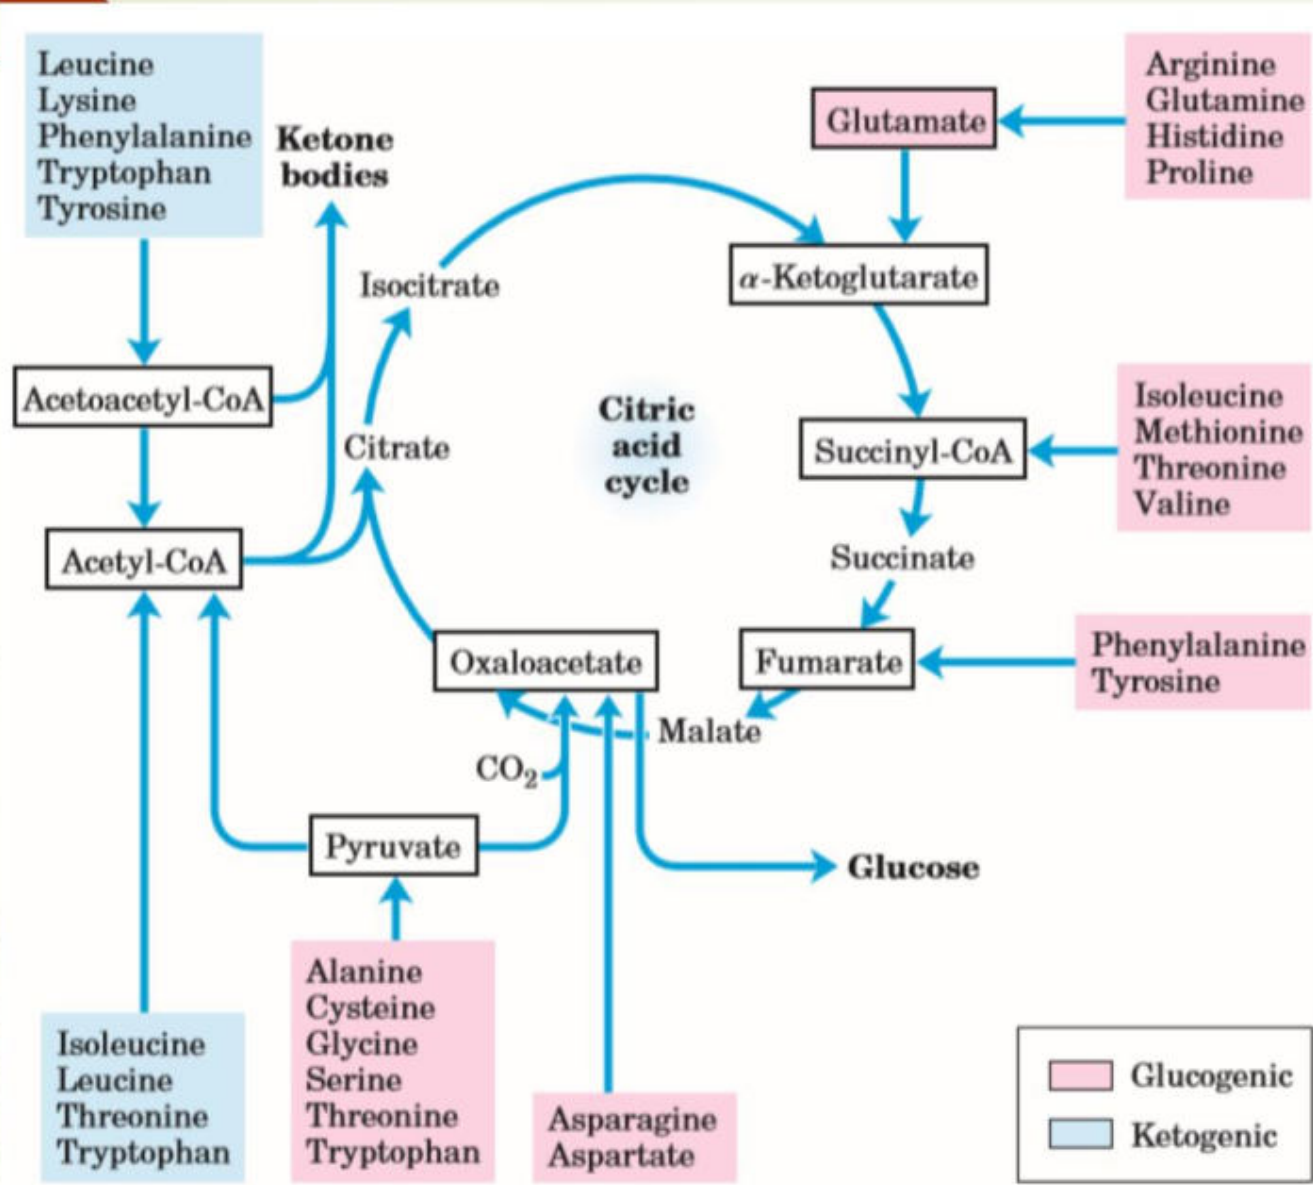 Leucine
Lysine
Phenylalanine
Tryptophan
Tyrosine
Ketone
bodies
Glutamate
Arginine
Glutamine
Histidine
Proline
Isocitrate
α-Ketoglutarate
Acetoacetyl-CoA
Citrate
Citric
acid
cycle
Succinyl-CoA
Isoleucine
Methionine
Threonine
Valine
Acetyl-CoA
Succinate
Oxaloacetate
Fumarate
Phenylalanine
Tyrosine
Malate
CO₂
Pyruvate
Glucose
Isoleucine
Leucine
Threonine
Tryptophan
Alanine
Cysteine
Glycine
Serine
Threonine
Tryptophan
Asparagine
Aspartate
Glucogenic
Ketogenic